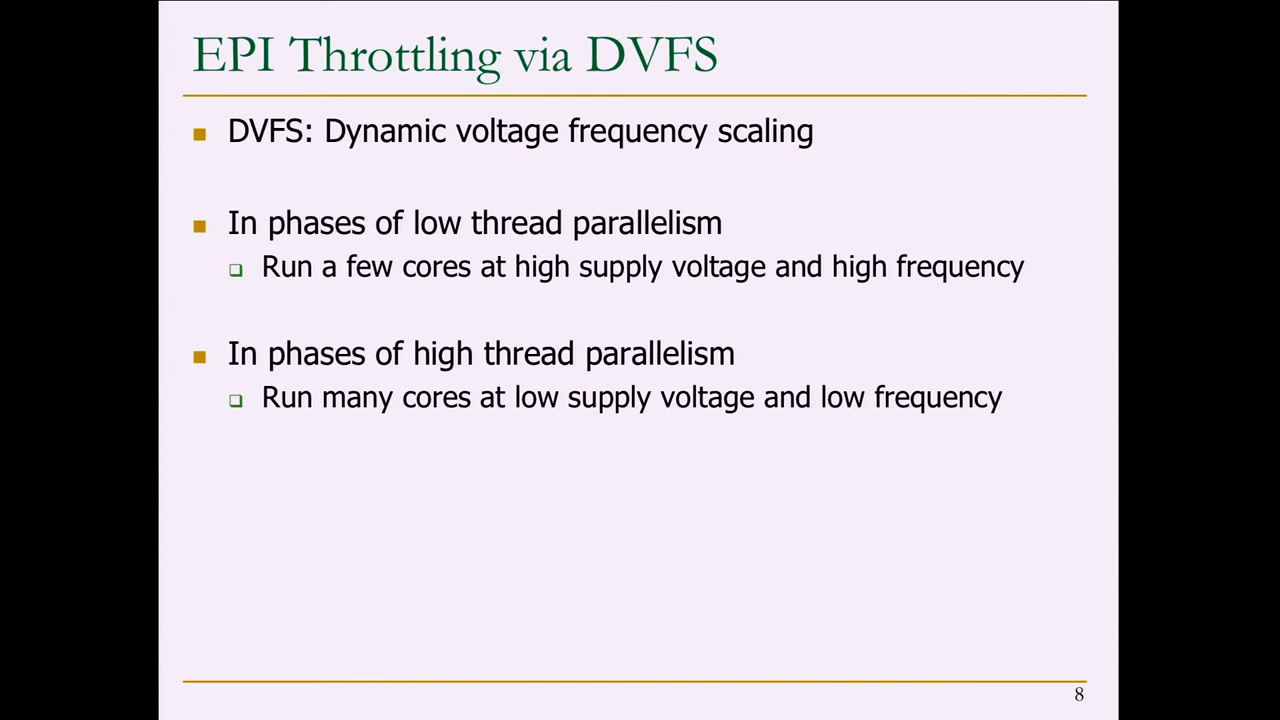 EPI Throttling via DVFS
DVFS: Dynamic voltage frequency scaling
In phases of low thread parallelism
Run a few cores at high supply voltage and high frequency
In phases of high thread parallelism
Run many cores at low supply voltage and low frequency
8